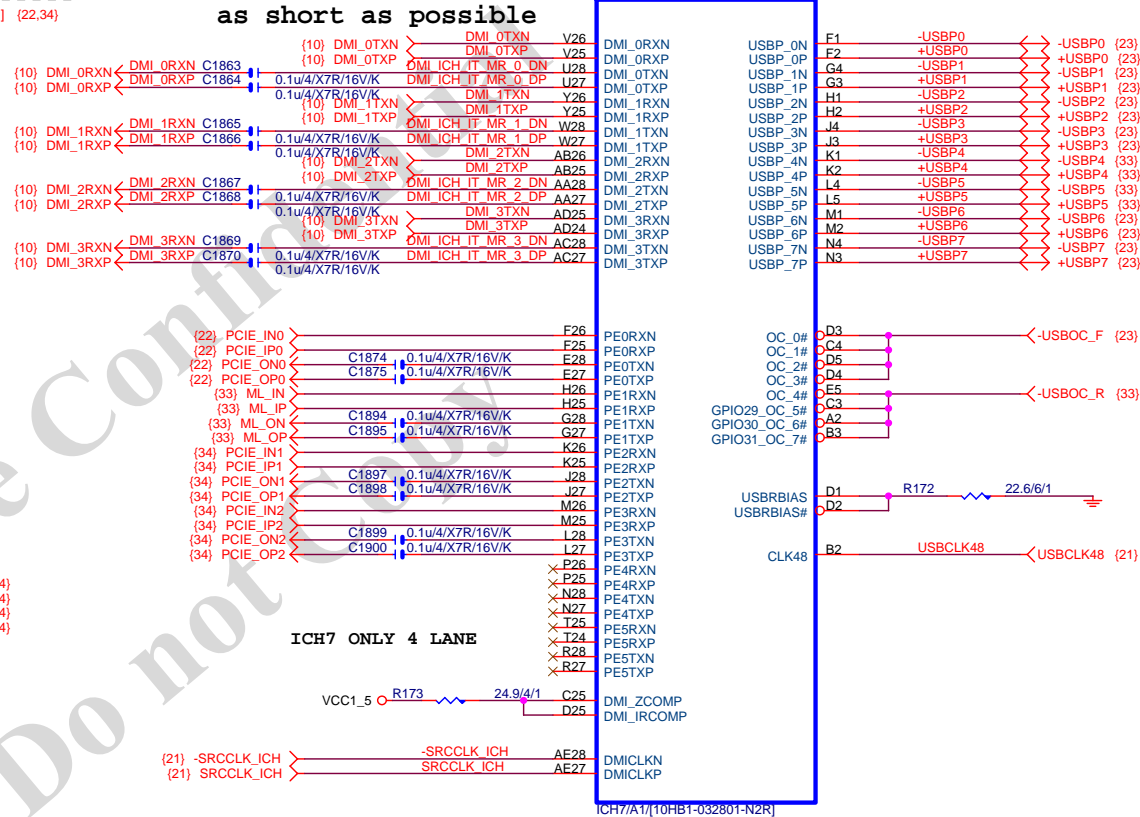 as short as possible
] {22,34}
{10} DMI_0TXN DMI_0TXN V26 DMI_0RXN USBP_0N F1 -USBP0 -USBP0 {23}
{10} DMI_0TXP DMI_0TXP V25 DMI_0RXP USBP_0P F2 +USBP0 +USBP0 {23}
{10} DMI_0RXN DMI_0RXN C1863 0.1u/4/X7R/16V/K DMI_ICH_IT_MR_0_DN U28 DMI_0TXN USBP_1N G4 -USBP1 -USBP1 {23}
{10} DMI_0RXP DMI_0RXP C1864 0.1u/4/X7R/16V/K DMI_ICH_IT_MR_0_DP U27 DMI_0TXP USBP_1P G3 +USBP1 +USBP1 {23}
{10} DMI_1TXN DMI_1TXN Y26 DMI_1RXN USBP_2N H1 -USBP2 -USBP2 {23}
{10} DMI_1TXP DMI_1TXP Y25 DMI_1RXP USBP_2P H2 +USBP2 +USBP2 {23}
{10} DMI_1RXN DMI_1RXN C1865 0.1u/4/X7R/16V/K DMI_ICH_IT_MR_1_DN W28 DMI_1TXN USBP_3N J4 -USBP3 -USBP3 {23}
{10} DMI_1RXP DMI_1RXP C1866 0.1u/4/X7R/16V/K DMI_ICH_IT_MR_1_DP W27 DMI_1TXP USBP_3P J3 +USBP3 +USBP3 {23}
{10} DMI_2TXN DMI_2TXN AB26 DMI_2RXN USBP_4N K1 -USBP4 -USBP4 {33}
{10} DMI_2TXP DMI_2TXP AB25 DMI_2RXP USBP_4P K2 +USBP4 +USBP4 {33}
{10} DMI_2RXN DMI_2RXN C1867 0.1u/4/X7R/16V/K DMI_ICH_IT_MR_2_DN AA28 DMI_2TXN USBP_5N L4 -USBP5 -USBP5 {33}
{10} DMI_2RXP DMI_2RXP C1868 0.1u/4/X7R/16V/K DMI_ICH_IT_MR_2_DP AA27 DMI_2TXP USBP_5P L5 +USBP5 +USBP5 {33}
{10} DMI_3TXN DMI_3TXN AD25 DMI_3RXN USBP_6N M1 -USBP6 -USBP6 {23}
{10} DMI_3TXP DMI_3TXP AD24 DMI_3RXP USBP_6P M2 +USBP6 +USBP6 {23}
{10} DMI_3RXN DMI_3RXN C1869 0.1u/4/X7R/16V/K DMI_ICH_IT_MR_3_DN AC28 DMI_3TXN USBP_7N N4 -USBP7 -USBP7 {23}
{10} DMI_3RXP DMI_3RXP C1870 0.1u/4/X7R/16V/K DMI_ICH_IT_MR_3_DP AC27 DMI_3TXP USBP_7P N3 +USBP7 +USBP7 {23}
{22} PCIE_IN0 F26 PE0RXN OC_0# D3 -USBOC_F {23}
{22} PCIE_IP0 F25 PE0RXP OC_1# C4
{22} PCIE_ON0 C1874 0.1u/4/X7R/16V/K E28 PE0TXN OC_2# D5
{22} PCIE_OP0 C1875 0.1u/4/X7R/16V/K E27 PE0TXP OC_3# D4
{33} ML_IN H26 PE1RXN OC_4# E5 -USBOC_R {33}
{33} ML_IP H25 PE1RXP GPIO29_OC_5# C3
{33} ML_ON C1894 0.1u/4/X7R/16V/K G28 PE1TXN GPIO30_OC_6# A2
{33} ML_OP C1895 0.1u/4/X7R/16V/K G27 PE1TXP GPIO31_OC_7# B3
{34} PCIE_IN1 K26 PE2RXN
{34} PCIE_IP1 K25 PE2RXP
{34} PCIE_ON1 C1897 0.1u/4/X7R/16V/K J28 PE2TXN
{34} PCIE_OP1 C1898 0.1u/4/X7R/16V/K J27 PE2TXP USBRBIAS D1 R172 22.6/6/1
{34} PCIE_IN2 M26 PE3RXN USBRBIAS# D2
{34} PCIE_IP2 M25 PE3RXP
{34} PCIE_ON2 C1899 0.1u/4/X7R/16V/K L28 PE3TXN
{34} PCIE_OP2 C1900 0.1u/4/X7R/16V/K L27 PE3TXP CLK48 B2 USBCLK48 USBCLK48 {21}
P26 PE4RXN
4} P25 PE4RXP
4} N28 PE4TXN
4} N27 PE4TXP
4} T25 PE5RXN
ICH7 ONLY 4 LANE T24 PE5RXP
R28 PE5TXN
R27 PE5TXP
VCC1_5 R173 24.9/4/1 C25 DMI_ZCOMP
D25 DMI_IRCOMP
{21} -SRCCLK_ICH -SRCCLK_ICH AE28 DMICLKN
{21} SRCCLK_ICH SRCCLK_ICH AE27 DMICLKP
ICH7/A1/[10HB1-032801-N2R]
e Confidential
Do not Copy